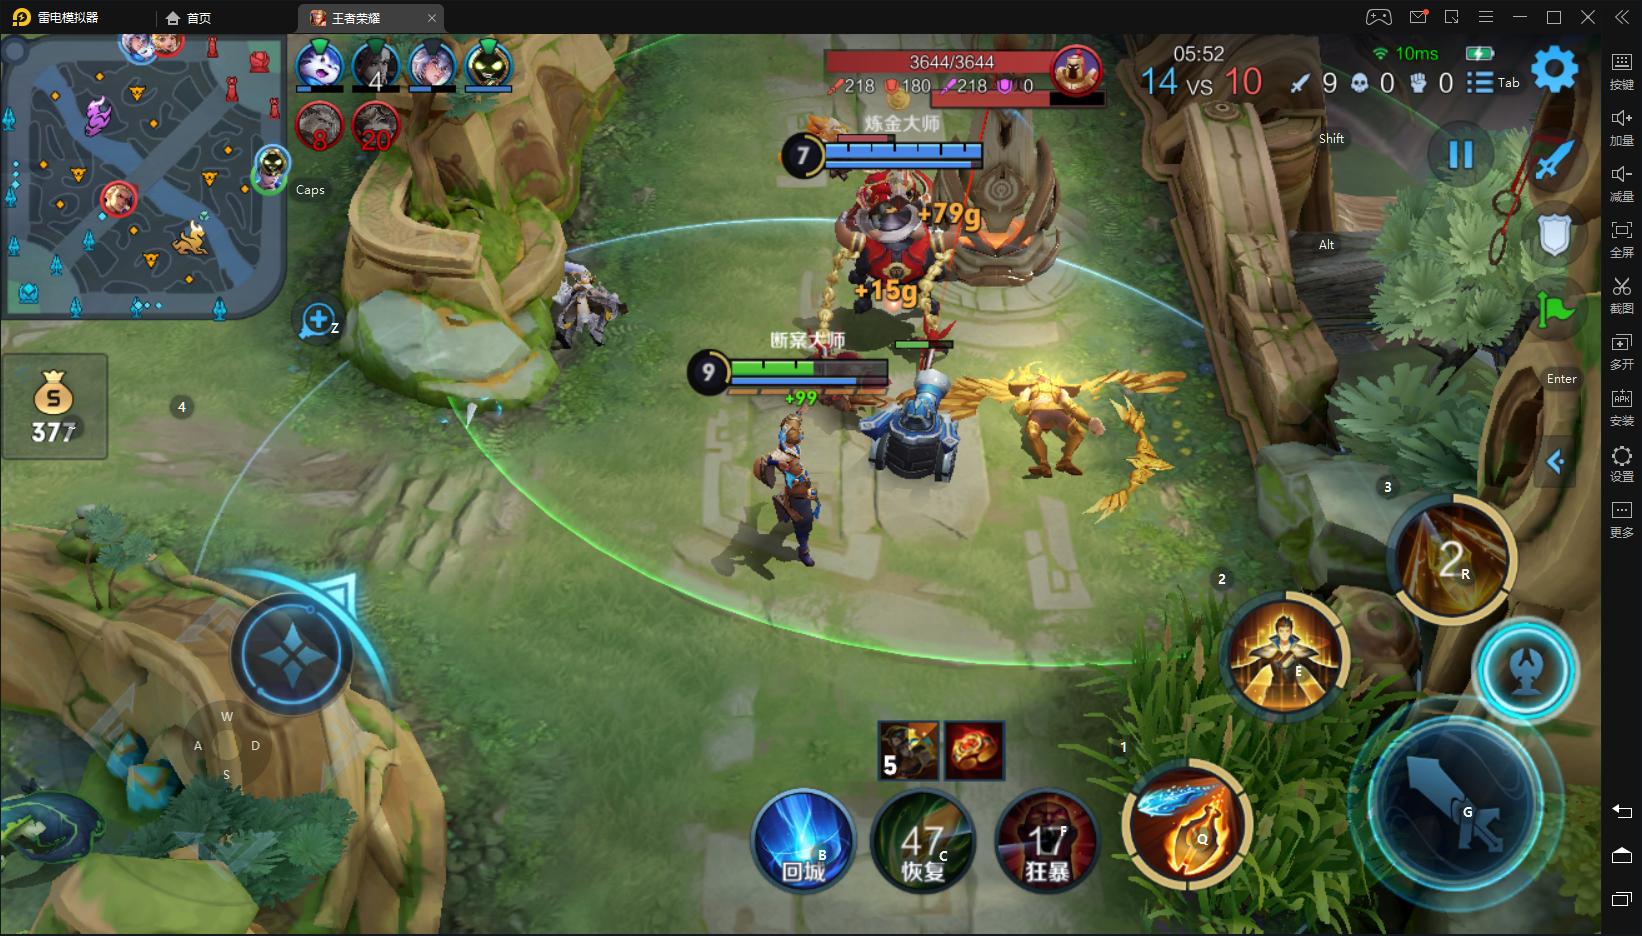 雷电模拟器
首页
王者荣耀
3644/3644
218 180 218 0
05:52
14 VS 10
10ms
9 0 0 Tab
4
8 20
Caps
炼金大师
7
Shift
按键
加量
减量
全屏
截图
多开
安装
设置
更多
Alt
+79g
+15g
Z
断案大师
9
+99
Enter
S
377
4
3
2
2
R
E
W
A D
S
1
5
B
回城
47
C
恢复
17
F
狂暴
Q
G
APK